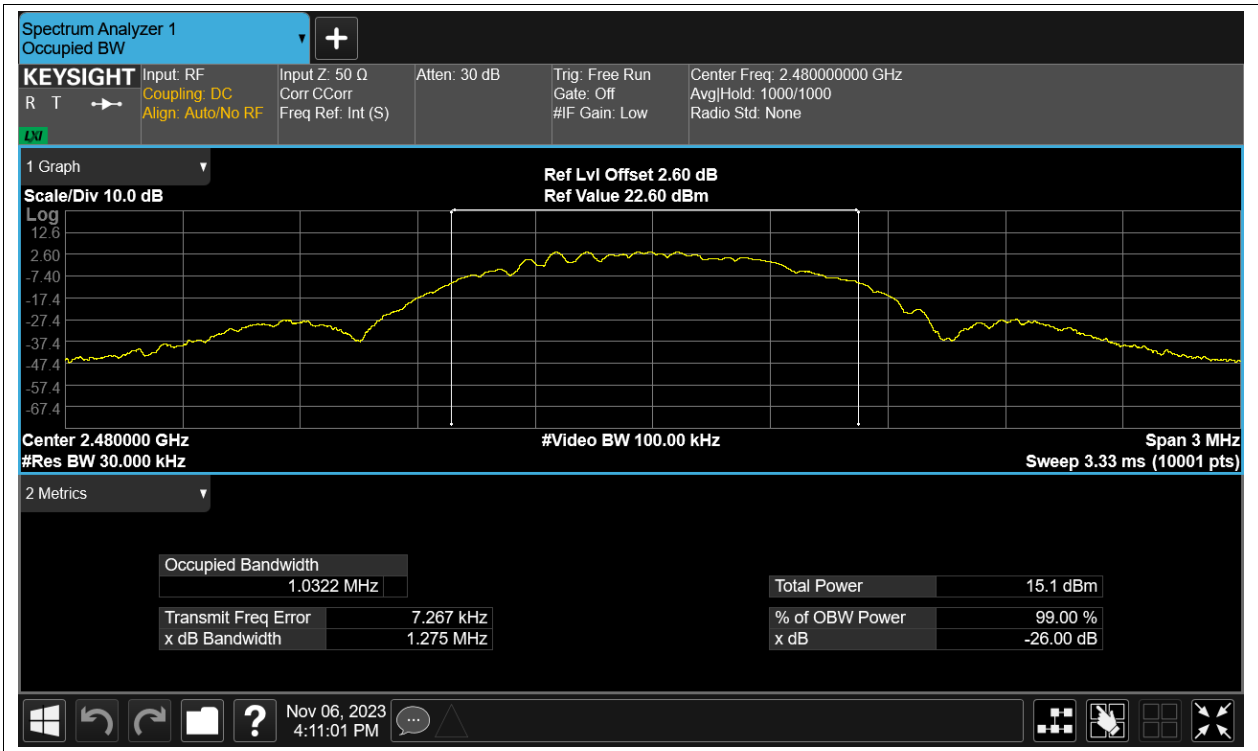 Spectrum Analyzer 1
Occupied BW
KEYSIGHT
R T
LXI
Input: RF
Coupling: DC
Align: Auto/No RF
Input Z: 50 Ω
Corr CCorr
Freq Ref: Int (S)
Atten: 30 dB
Trig: Free Run
Gate: Off
#IF Gain: Low
Center Freq: 2.480000000 GHz
Avg|Hold: 1000/1000
Radio Std: None
1 Graph
Scale/Div 10.0 dB
Ref Lvl Offset 2.60 dB
Ref Value 22.60 dBm
Log
12.6
2.60
-7.40
-17.4
-27.4
-37.4
-47.4
-57.4
-67.4
Center 2.480000 GHz
#Video BW 100.00 kHz
Span 3 MHz
#Res BW 30.000 kHz
Sweep 3.33 ms (10001 pts)
2 Metrics
Occupied Bandwidth
1.0322 MHz
Total Power 15.1 dBm
Transmit Freq Error 7.267 kHz
% of OBW Power 99.00 %
x dB Bandwidth 1.275 MHz
x dB -26.00 dB
Nov 06, 2023
4:11:01 PM